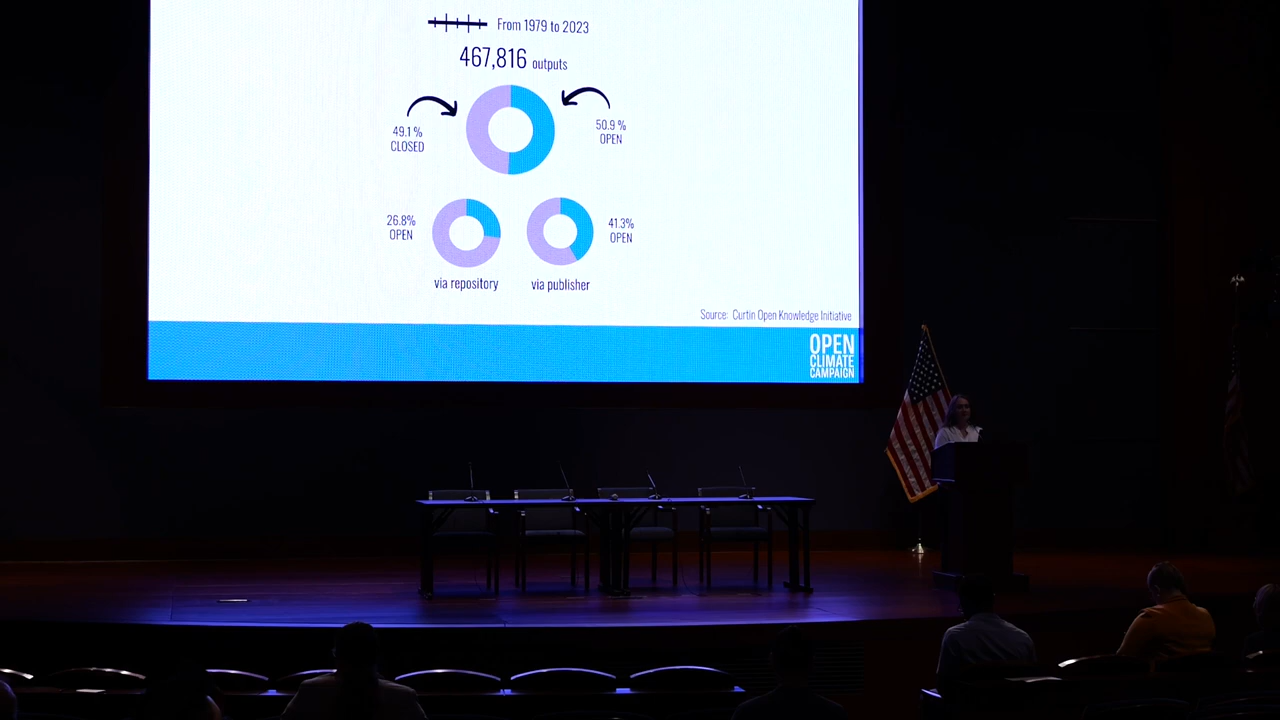 From 1979 to 2023
467,816 outputs
49.1 %
CLOSED
50.9 %
OPEN
26.8%
OPEN
41.3%
OPEN
via repository
via publisher
Source: Curtin Open Knowledge Initiative
OPEN
CLIMATE
CAMPAIGN